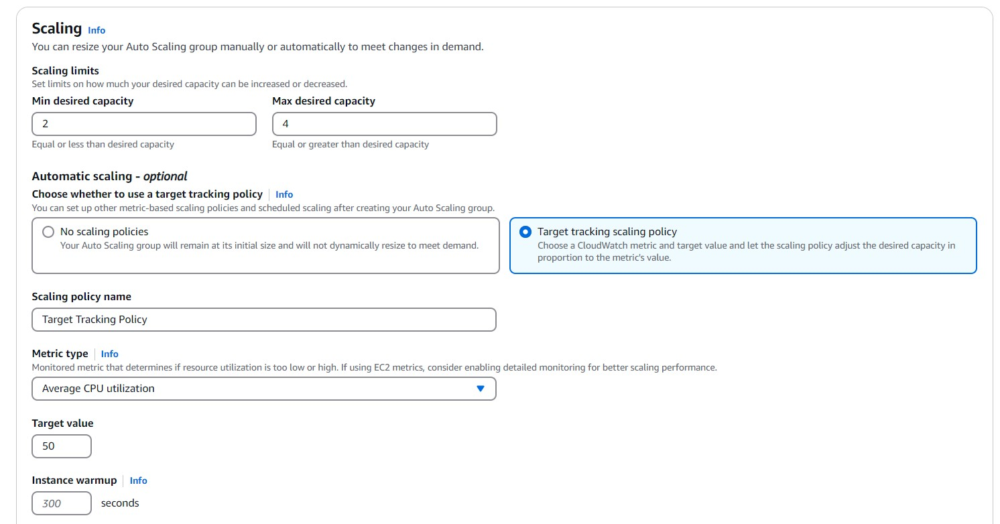 Scaling Info
You can resize your Auto Scaling group manually or automatically to meet changes in demand.
Scaling limits
Set limits on how much your desired capacity can be increased or decreased.
Min desired capacity
Max desired capacity
2
4
Equal or less than desired capacity
Equal or greater than desired capacity
Automatic scaling - optional
Choose whether to use a target tracking policy Info
You can set up other metric-based scaling policies and scheduled scaling after creating your Auto Scaling group.
No scaling policies
Your Auto Scaling group will remain at its initial size and will not dynamically resize to meet demand.
Target tracking scaling policy
Choose a CloudWatch metric and target value and let the scaling policy adjust the desired capacity in
proportion to the metric's value.
Scaling policy name
Target Tracking Policy
Metric type Info
Monitored metric that determines if resource utilization is too low or high. If using EC2 metrics, consider enabling detailed monitoring for better scaling performance.
Average CPU utilization
Target value
50
Instance warmup Info
300 seconds